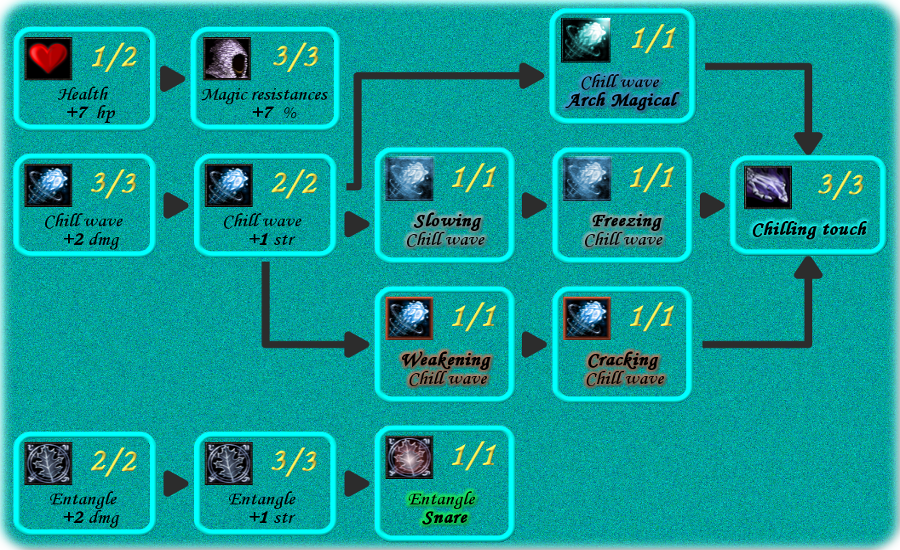 1/2
Health
+7 hp
3/3
Magic resistances
+7 %
1/1
Chill wave
Arch Magical
3/3
Chill wave
+2 dmg
2/2
Chill wave
+1 str
1/1
Slowing
Chill wave
1/1
Freezing
Chill wave
3/3
Chilling touch
1/1
Weakening
Chill wave
1/1
Cracking
Chill wave
2/2
Entangle
+2 dmg
3/3
Entangle
+1 str
1/1
Entangle
Snare